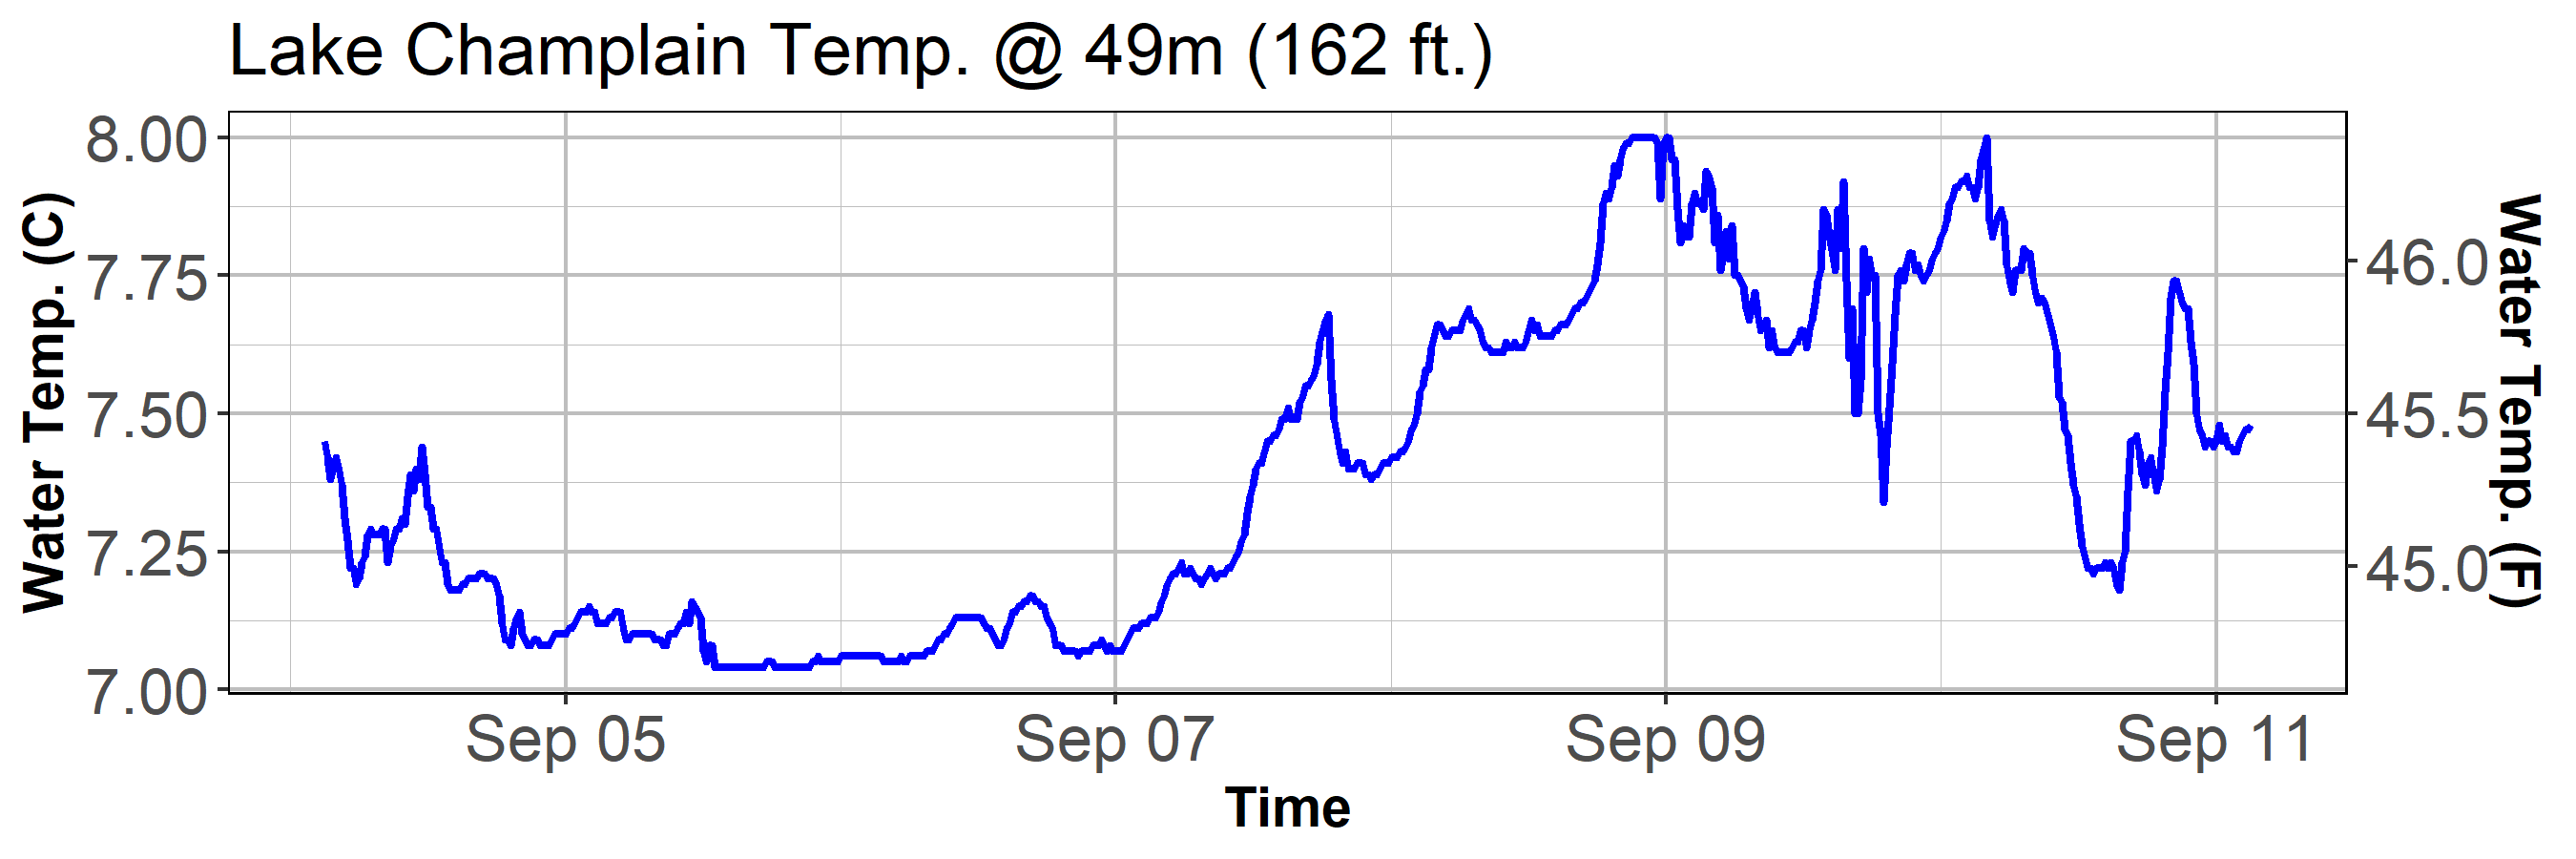 Lake Champlain Temp. @ 49m (162 ft.)
Water Temp. (C)
8.00
7.75
7.50
7.25
7.00
Water Temp. (F)
46.0
45.5
45.0
Sep 05 Sep 07 Sep 09 Sep 11
Time